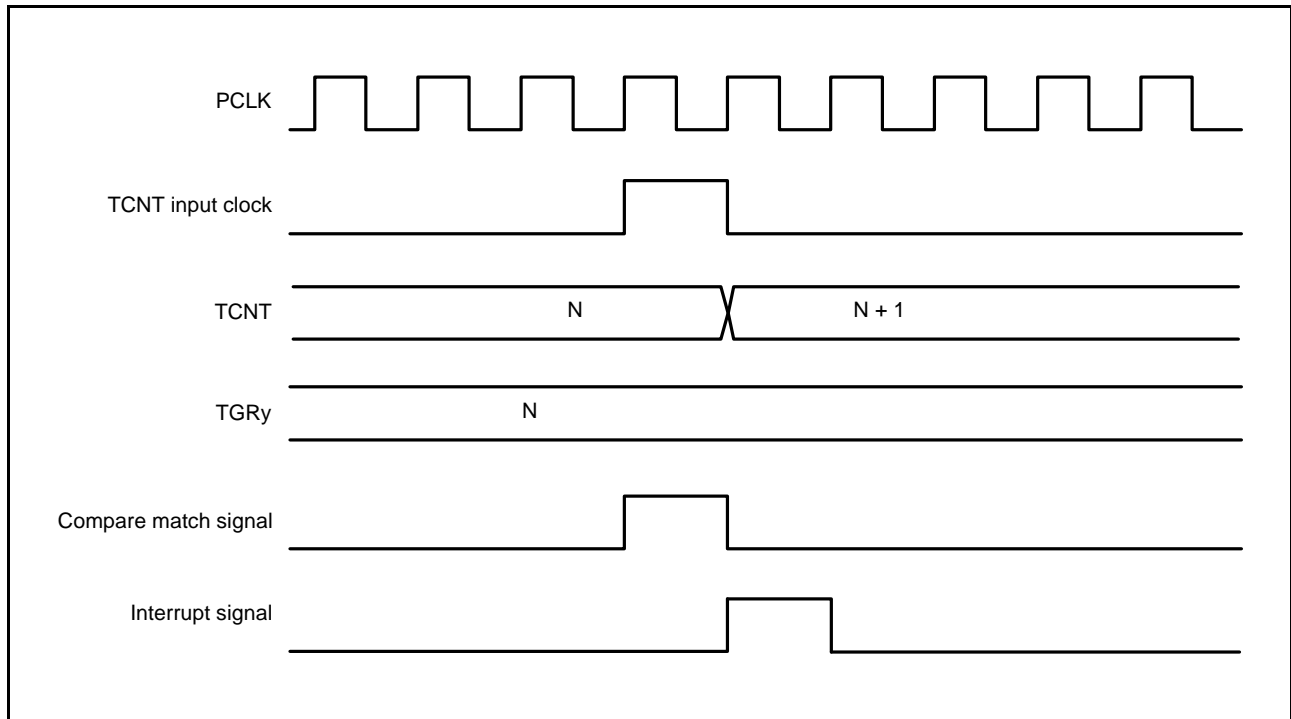 PCLK
TCNT input clock
TCNT
N
N + 1
TGRy
N
Compare match signal
Interrupt signal